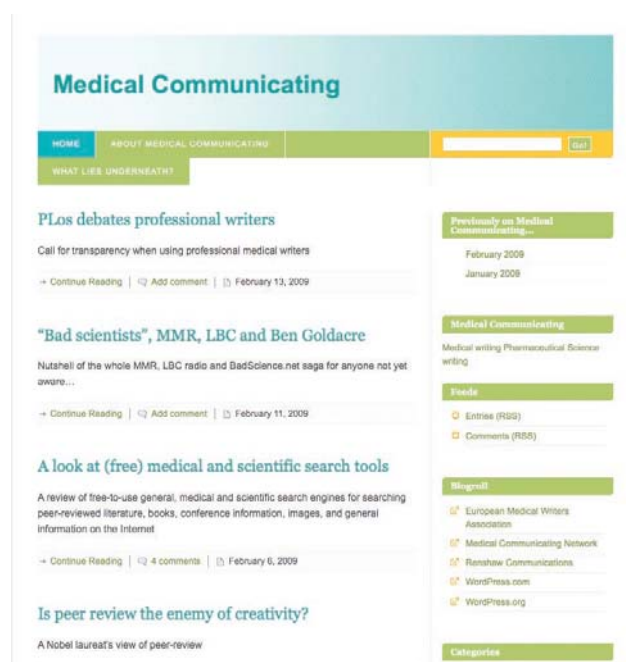 Medical Communicating
HOME
ABOUT MEDICAL COMMUNICATING
Go!
WHAT LIES UNDERNEATH?
PLos debates professional writers
Call for transparency when using professional medical writers
→ Continue Reading | Add comment | February 13, 2009
“Bad scientists”, MMR, LBC and Ben Goldacre
Nutshell of the whole MMR, LBC radio and BadScience.net saga for anyone not yet
aware...
→ Continue Reading | Add comment | February 11, 2009
A look at (free) medical and scientific search tools
A review of free-to-use general, medical and scientific search engines for searching
peer-reviewed literature, books, conference information, images, and general
information on the Internet
→ Continue Reading | 4 comments | February 6, 2009
Is peer review the enemy of creativity?
A Nobel laureat's view of peer-review
Previously on Medical
Communicating...
February 2009
January 2009
Medical Communicating
Medical writing Pharmaceutical Science
writing
Feeds
Entries (RSS)
Comments (RSS)
Blogroll
European Medical Writers
Association
Medical Communicating Network
Renshaw Communications
WordPress.com
WordPress.org
Categories